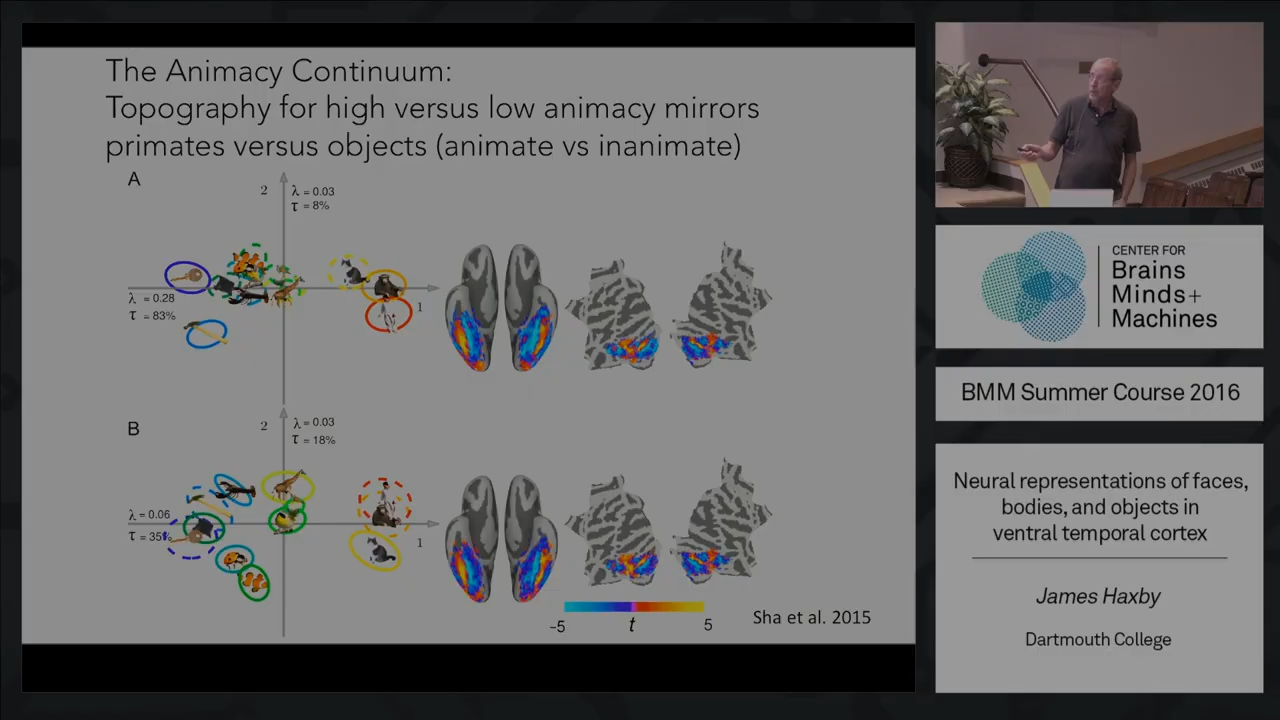 The Animacy Continuum:
Topography for high versus low animacy mirrors
primates versus objects (animate vs inanimate)
A
2
λ = 0.03
τ = 8%
λ = 0.28
τ = 83%
1
B
2
λ = 0.03
τ = 18%
λ = 0.06
τ = 35%
1
-5
t
5
Sha et al. 2015
CENTER FOR
Brains
Minds+
Machines
BMM Summer Course 2016
Neural representations of faces,
bodies, and objects in
ventral temporal cortex
James Haxby
Dartmouth College